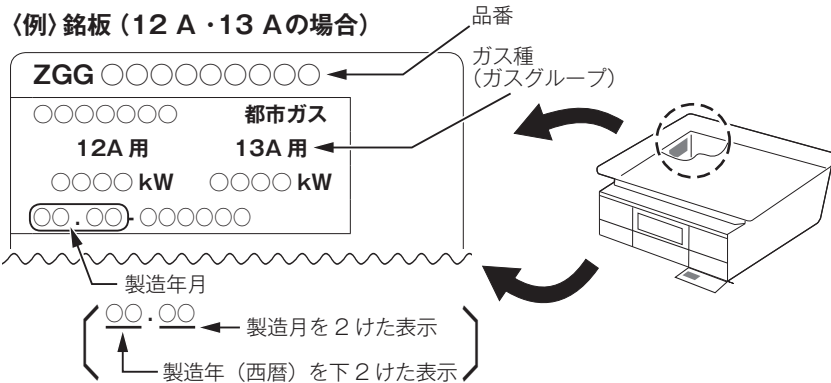 〈例〉銘板（12 A・13 Aの場合）
品番
ZGG ○○○○○○○○○
ガス種
（ガスグループ）
○○○○○○○ 都市ガス
12A 用 13A 用
○○○○ kW ○○○○ kW
○○.○○-○○○○○○
製造年月
○○.○○ 製造月を2けた表示
製造年（西暦）を下2けた表示